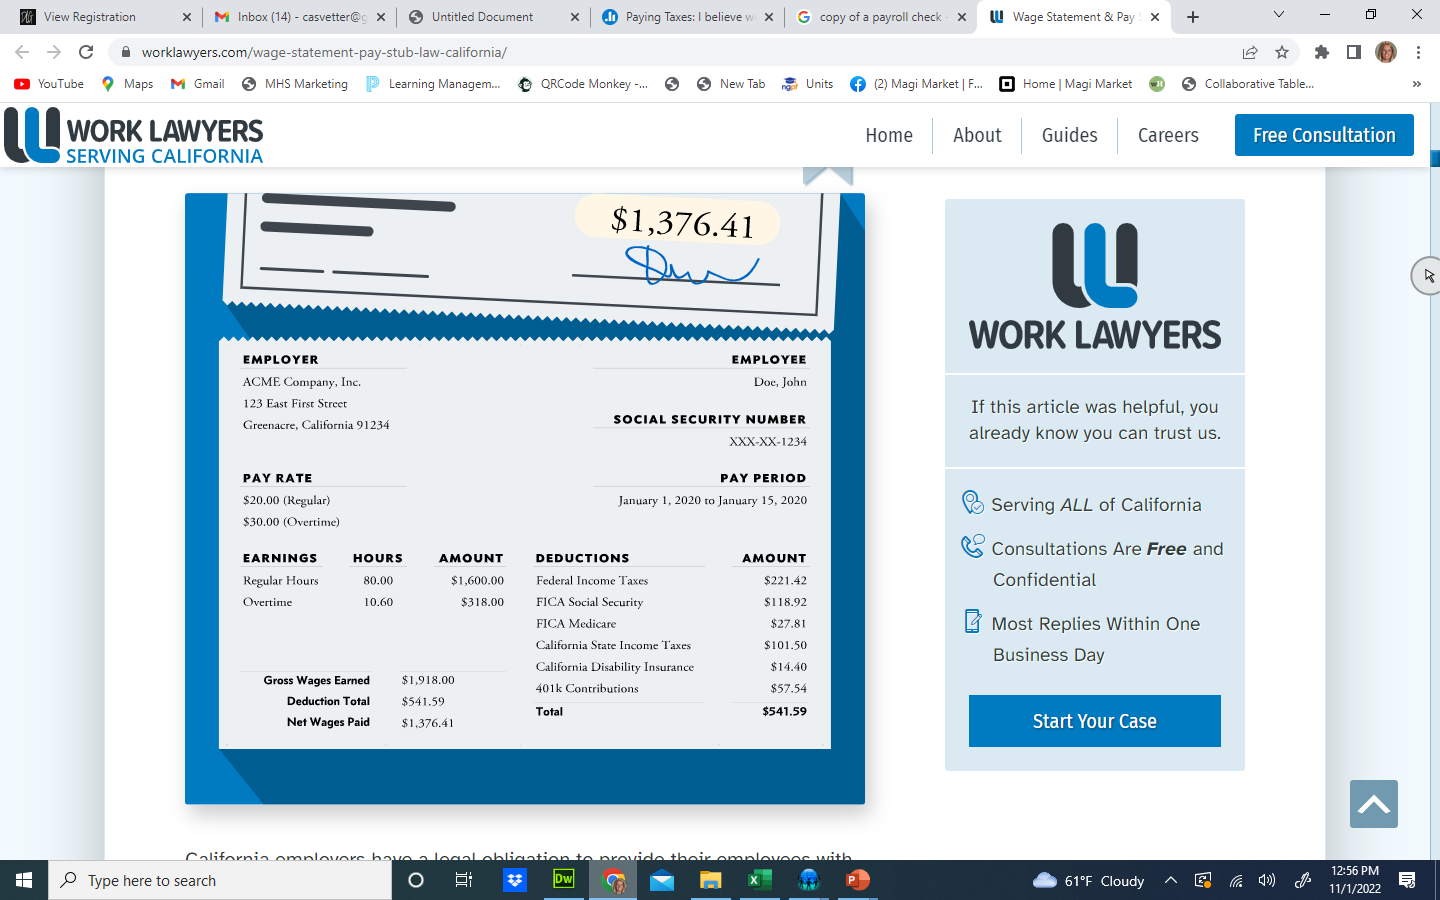 View Registration
Inbox (14) - casvetter@g
Untitled Document
Paying Taxes: I believe w
copy of a payroll check -
Wage Statement & Pay S
worklawyers.com/wage-statement-pay-stub-law-california/
YouTube
Maps
Gmail
MHS Marketing
Learning Managem...
QRCode Monkey -...
New Tab
Units
(2) Magi Market | F...
Home | Magi Market
Collaborative Table...
WORK LAWYERS
SERVING CALIFORNIA
Home
About
Guides
Careers
Free Consultation
$1,376.41
EMPLOYER
ACME Company, Inc.
123 East First Street
Greenacre, California 91234
EMPLOYEE
Doe, John
SOCIAL SECURITY NUMBER
XXX-XX-1234
PAY RATE
$20.00 (Regular)
$30.00 (Overtime)
PAY PERIOD
January 1, 2020 to January 15, 2020
EARNINGS HOURS AMOUNT
Regular Hours 80.00 $1,600.00
Overtime 10.60 $318.00
Gross Wages Earned $1,918.00
Deduction Total $541.59
Net Wages Paid $1,376.41
DEDUCTIONS AMOUNT
Federal Income Taxes $221.42
FICA Social Security $118.92
FICA Medicare $27.81
California State Income Taxes $101.50
California Disability Insurance $14.40
401k Contributions $57.54
Total $541.59
California employers have a legal obligation to provide their employees with
WORK LAWYERS
If this article was helpful, you
already know you can trust us.
Serving ALL of California
Consultations Are Free and
Confidential
Most Replies Within One
Business Day
Start Your Case
Type here to search
61°F Cloudy
12:56 PM
11/1/2022